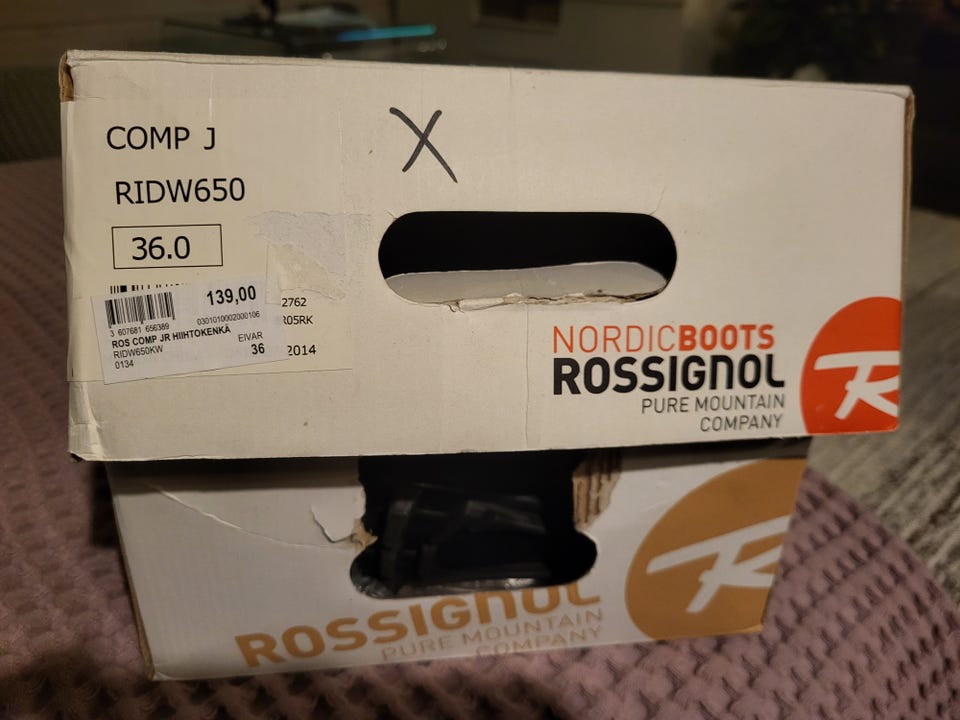 COMP J
X
RIDW650
36.0
139,00
3 607681 656389
0301010002000106
ROS COMP JR HIIHTOKENKÄ
RIDW650KW
EIVAR
0134
36
2762
R05RK
2014
NORDICBOOTS
ROSSIGNOL
PURE MOUNTAIN
COMPANY
R
ROSSIGNOL
PURE MOUNTAIN
COMPANY
R